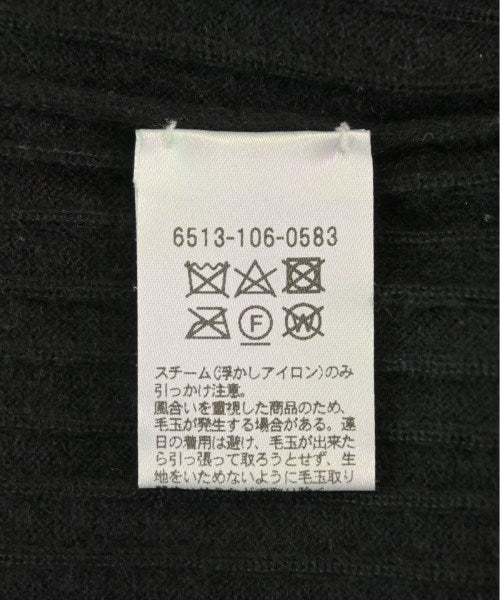 6513-106-0583
F
W
スチーム(浮かしアイロン)のみ
引っかけ注意。
風合いを重視した商品のため、
毛玉が発生する場合がある。連
日の着用は避け、毛玉が出来た
ら引っ張って取ろうとせず、生
地をいためないように毛玉取り